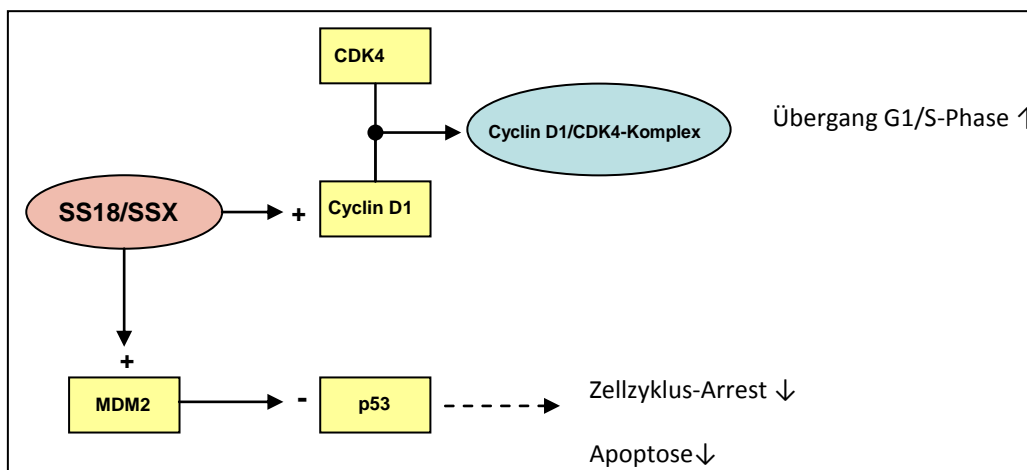 CDK4
Cyclin D1/CDK4-Komplex
Übergang G1/S-Phase ↑
SS18/SSX
+
Cyclin D1
+
MDM2
-
p53
Zellzyklus-Arrest ↓
Apoptose↓